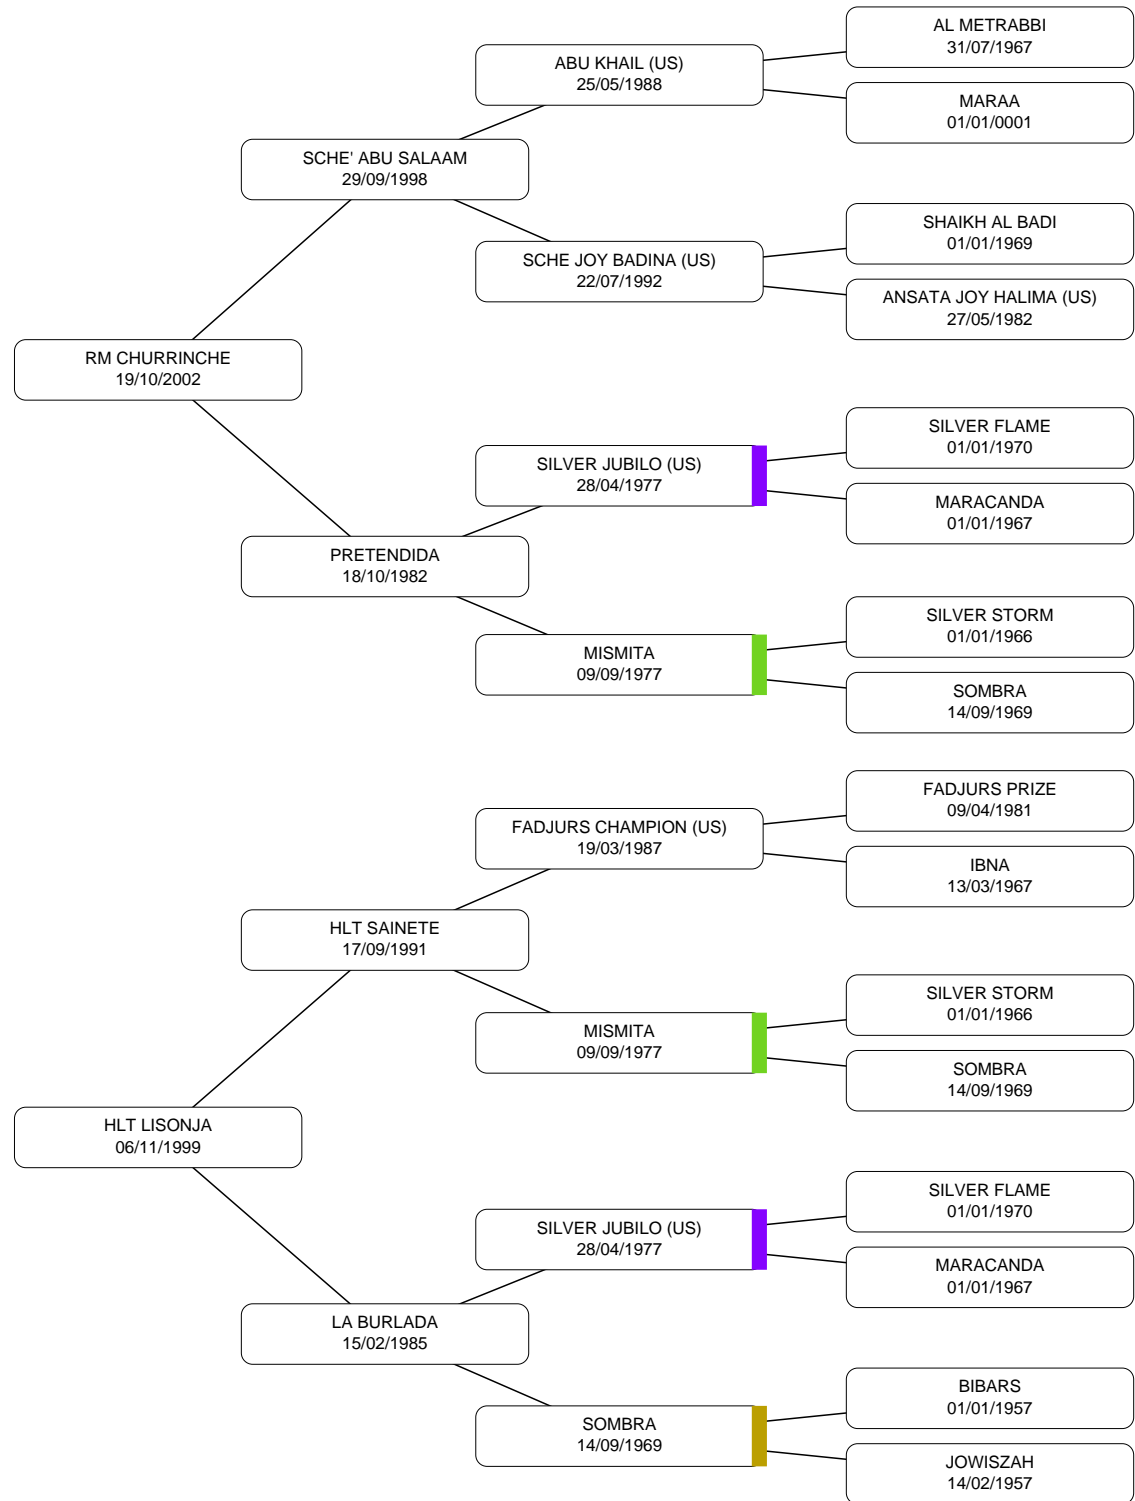 AL METRABBI
31/07/1967
ABU KHAIL (US)
25/05/1988
MARAA
01/01/0001
SCHE' ABU SALAAM
29/09/1998
SHAIKH AL BADI
01/01/1969
SCHE JOY BADINA (US)
22/07/1992
ANSATA JOY HALIMA (US)
27/05/1982
RM CHURRINCHE
19/10/2002
SILVER FLAME
01/01/1970
SILVER JUBILO (US)
28/04/1977
MARACANDA
01/01/1967
PRETENDIDA
18/10/1982
SILVER STORM
01/01/1966
MISMITA
09/09/1977
SOMBRA
14/09/1969
FADJURS PRIZE
09/04/1981
FADJURS CHAMPION (US)
19/03/1987
IBNA
13/03/1967
HLT SAINETE
17/09/1991
SILVER STORM
01/01/1966
MISMITA
09/09/1977
SOMBRA
14/09/1969
HLT LISONJA
06/11/1999
SILVER FLAME
01/01/1970
SILVER JUBILO (US)
28/04/1977
MARACANDA
01/01/1967
LA BURLADA
15/02/1985
BIBARS
01/01/1957
SOMBRA
14/09/1969
JOWISZAH
14/02/1957